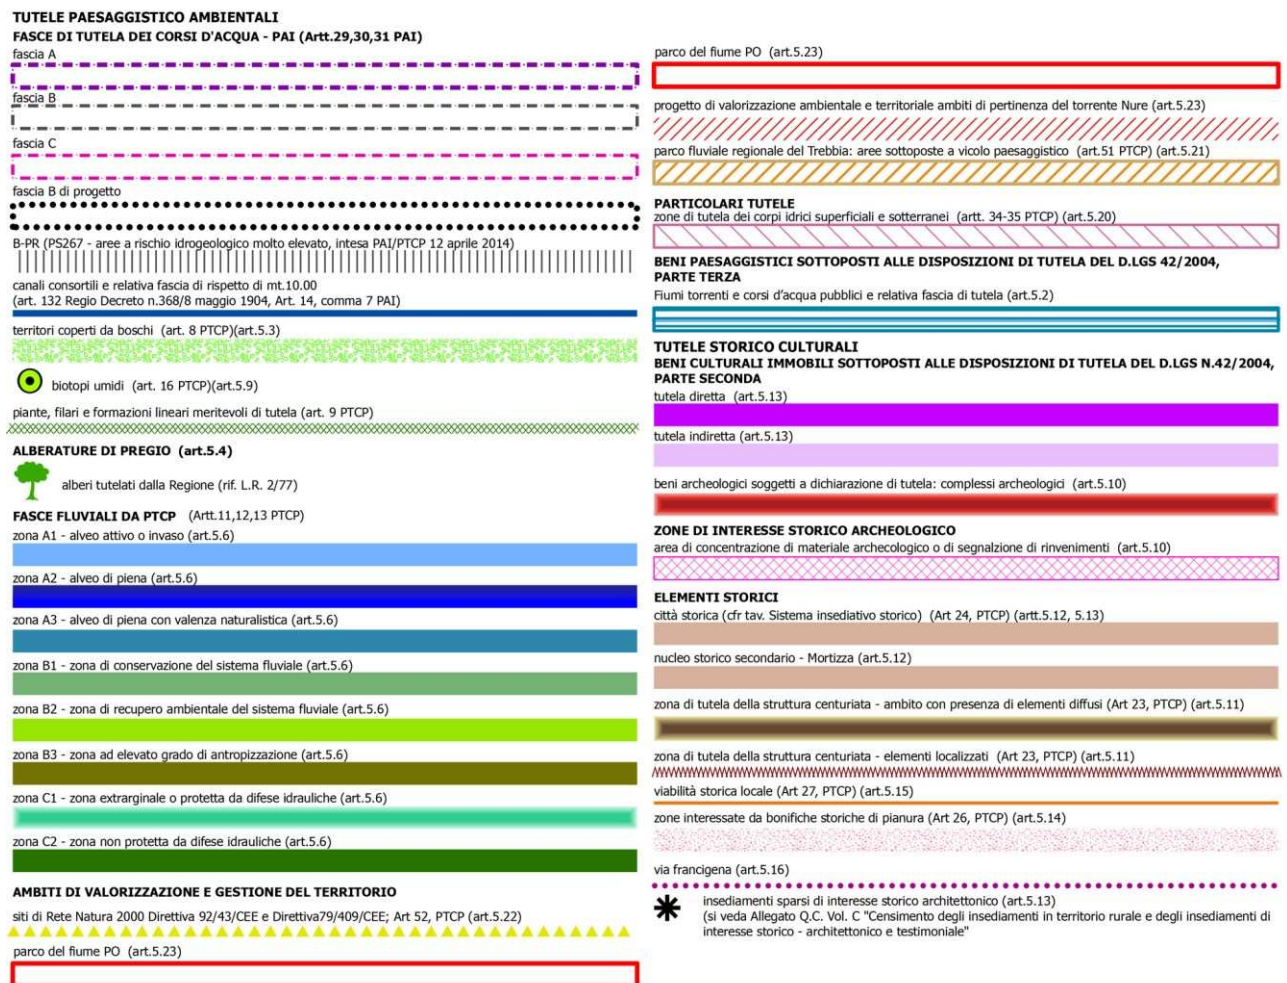 TUTELE PAESAGGISTICO AMBIENTALI
FASCE DI TUTELA DEI CORSI D'ACQUA - PAI (Artt.29,30,31 PAI)
fascia A
fascia B
fascia C
fascia B di progetto
B-PR (PS267 - aree a rischio idrogeologico molto elevato, intesa PAI/PTCP 12 aprile 2014)
canali consortili e relativa fascia di rispetto di mt.10.00
(art. 132 Regio Decreto n.368/8 maggio 1904, Art. 14, comma 7 PAI)
territori coperti da boschi (art. 8 PTCP)(art.5.3)
biotopi umidi (art. 16 PTCP)(art.5.9)
piante, filari e formazioni lineari meritevoli di tutela (art. 9 PTCP)
ALBERATURE DI PREGIO (art.5.4)
alberi tutelati dalla Regione (rif. L.R. 2/77)
FASCE FLUVIALI DA PTCP (Artt.11,12,13 PTCP)
zona A1 - alveo attivo o invaso (art.5.6)
zona A2 - alveo di piena (art.5.6)
zona A3 - alveo di piena con valenza naturalistica (art.5.6)
zona B1 - zona di conservazione del sistema fluviale (art.5.6)
zona B2 - zona di recupero ambientale del sistema fluviale (art.5.6)
zona B3 - zona ad elevato grado di antropizzazione (art.5.6)
zona C1 - zona extrarginale o protetta da difese idrauliche (art.5.6)
zona C2 - zona non protetta da difese idrauliche (art.5.6)
AMBITI DI VALORIZZAZIONE E GESTIONE DEL TERRITORIO
siti di Rete Natura 2000 Direttiva 92/43/CEE e Direttiva79/409/CEE; Art 52, PTCP (art.5.22)
parco del fiume PO (art.5.23)
parco del fiume PO (art.5.23)
progetto di valorizzazione ambientale e territoriale ambiti di pertinenza del torrente Nure (art.5.23)
parco fluviale regionale del Trebbia: aree sottoposte a vicolo paesaggistico (art.51 PTCP) (art.5.21)
PARTICOLARI TUTELE
zone di tutela dei corpi idrici superficiali e sotterranei (artt. 34-35 PTCP) (art.5.20)
BENI PAESAGGISTICI SOTTOPOSTI ALLE DISPOSIZIONI DI TUTELA DEL D.LGS 42/2004,
PARTE TERZA
Fiumi torrenti e corsi d'acqua pubblici e relativa fascia di tutela (art.5.2)
TUTELE STORICO CULTURALI
BENI CULTURALI IMMOBILI SOTTOPOSTI ALLE DISPOSIZIONI DI TUTELA DEL D.LGS N.42/2004,
PARTE SECONDA
tutela diretta (art.5.13)
tutela indiretta (art.5.13)
beni archeologici soggetti a dichiarazione di tutela: complessi archeologici (art.5.10)
ZONE DI INTERESSE STORICO ARCHEOLOGICO
area di concentrazione di materiale archecologico o di segnalzione di rinvenimenti (art.5.10)
ELEMENTI STORICI
città storica (cfr tav. Sistema insediativo storico) (Art 24, PTCP) (artt.5.12, 5.13)
nucleo storico secondario - Mortizza (art.5.12)
zona di tutela della struttura centuriata - ambito con presenza di elementi diffusi (Art 23, PTCP) (art.5.11)
zona di tutela della struttura centuriata - elementi localizzati (Art 23, PTCP) (art.5.11)
viabilità storica locale (Art 27, PTCP) (art.5.15)
zone interessate da bonifiche storiche di pianura (Art 26, PTCP) (art.5.14)
via francigena (art.5.16)
insediamenti sparsi di interesse storico architettonico (art.5.13)
(si veda Allegato Q.C. Vol. C "Censimento degli insediamenti in territorio rurale e degli insediamenti di
interesse storico - architettonico e testimoniale"